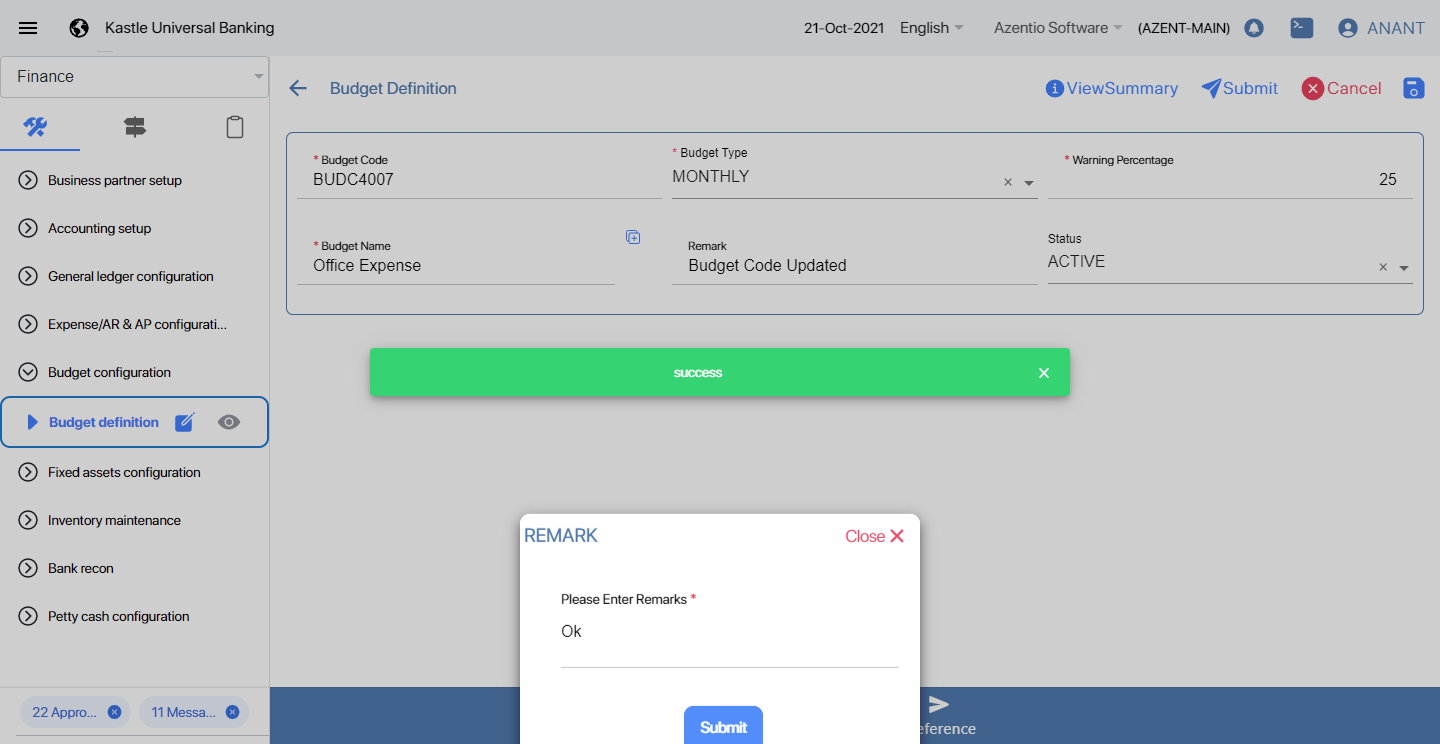 Kastle Universal Banking
21-Oct-2021
English
Azentio Software
(AZENT-MAIN)
ANANT
Finance
Business partner setup
Accounting setup
General ledger configuration
Expense/AR & AP configurati...
Budget configuration
Budget definition
Fixed assets configuration
Inventory maintenance
Bank recon
Petty cash configuration
22 Appro...
11 Messa...
Budget Definition
ViewSummary
Submit
Cancel
* Budget Code
BUDC4007
* Budget Type
MONTHLY
* Warning Percentage
25
* Budget Name
Office Expense
Remark
Budget Code Updated
Status
ACTIVE
success
REMARK
Close
Please Enter Remarks *
Ok
Submit
eference